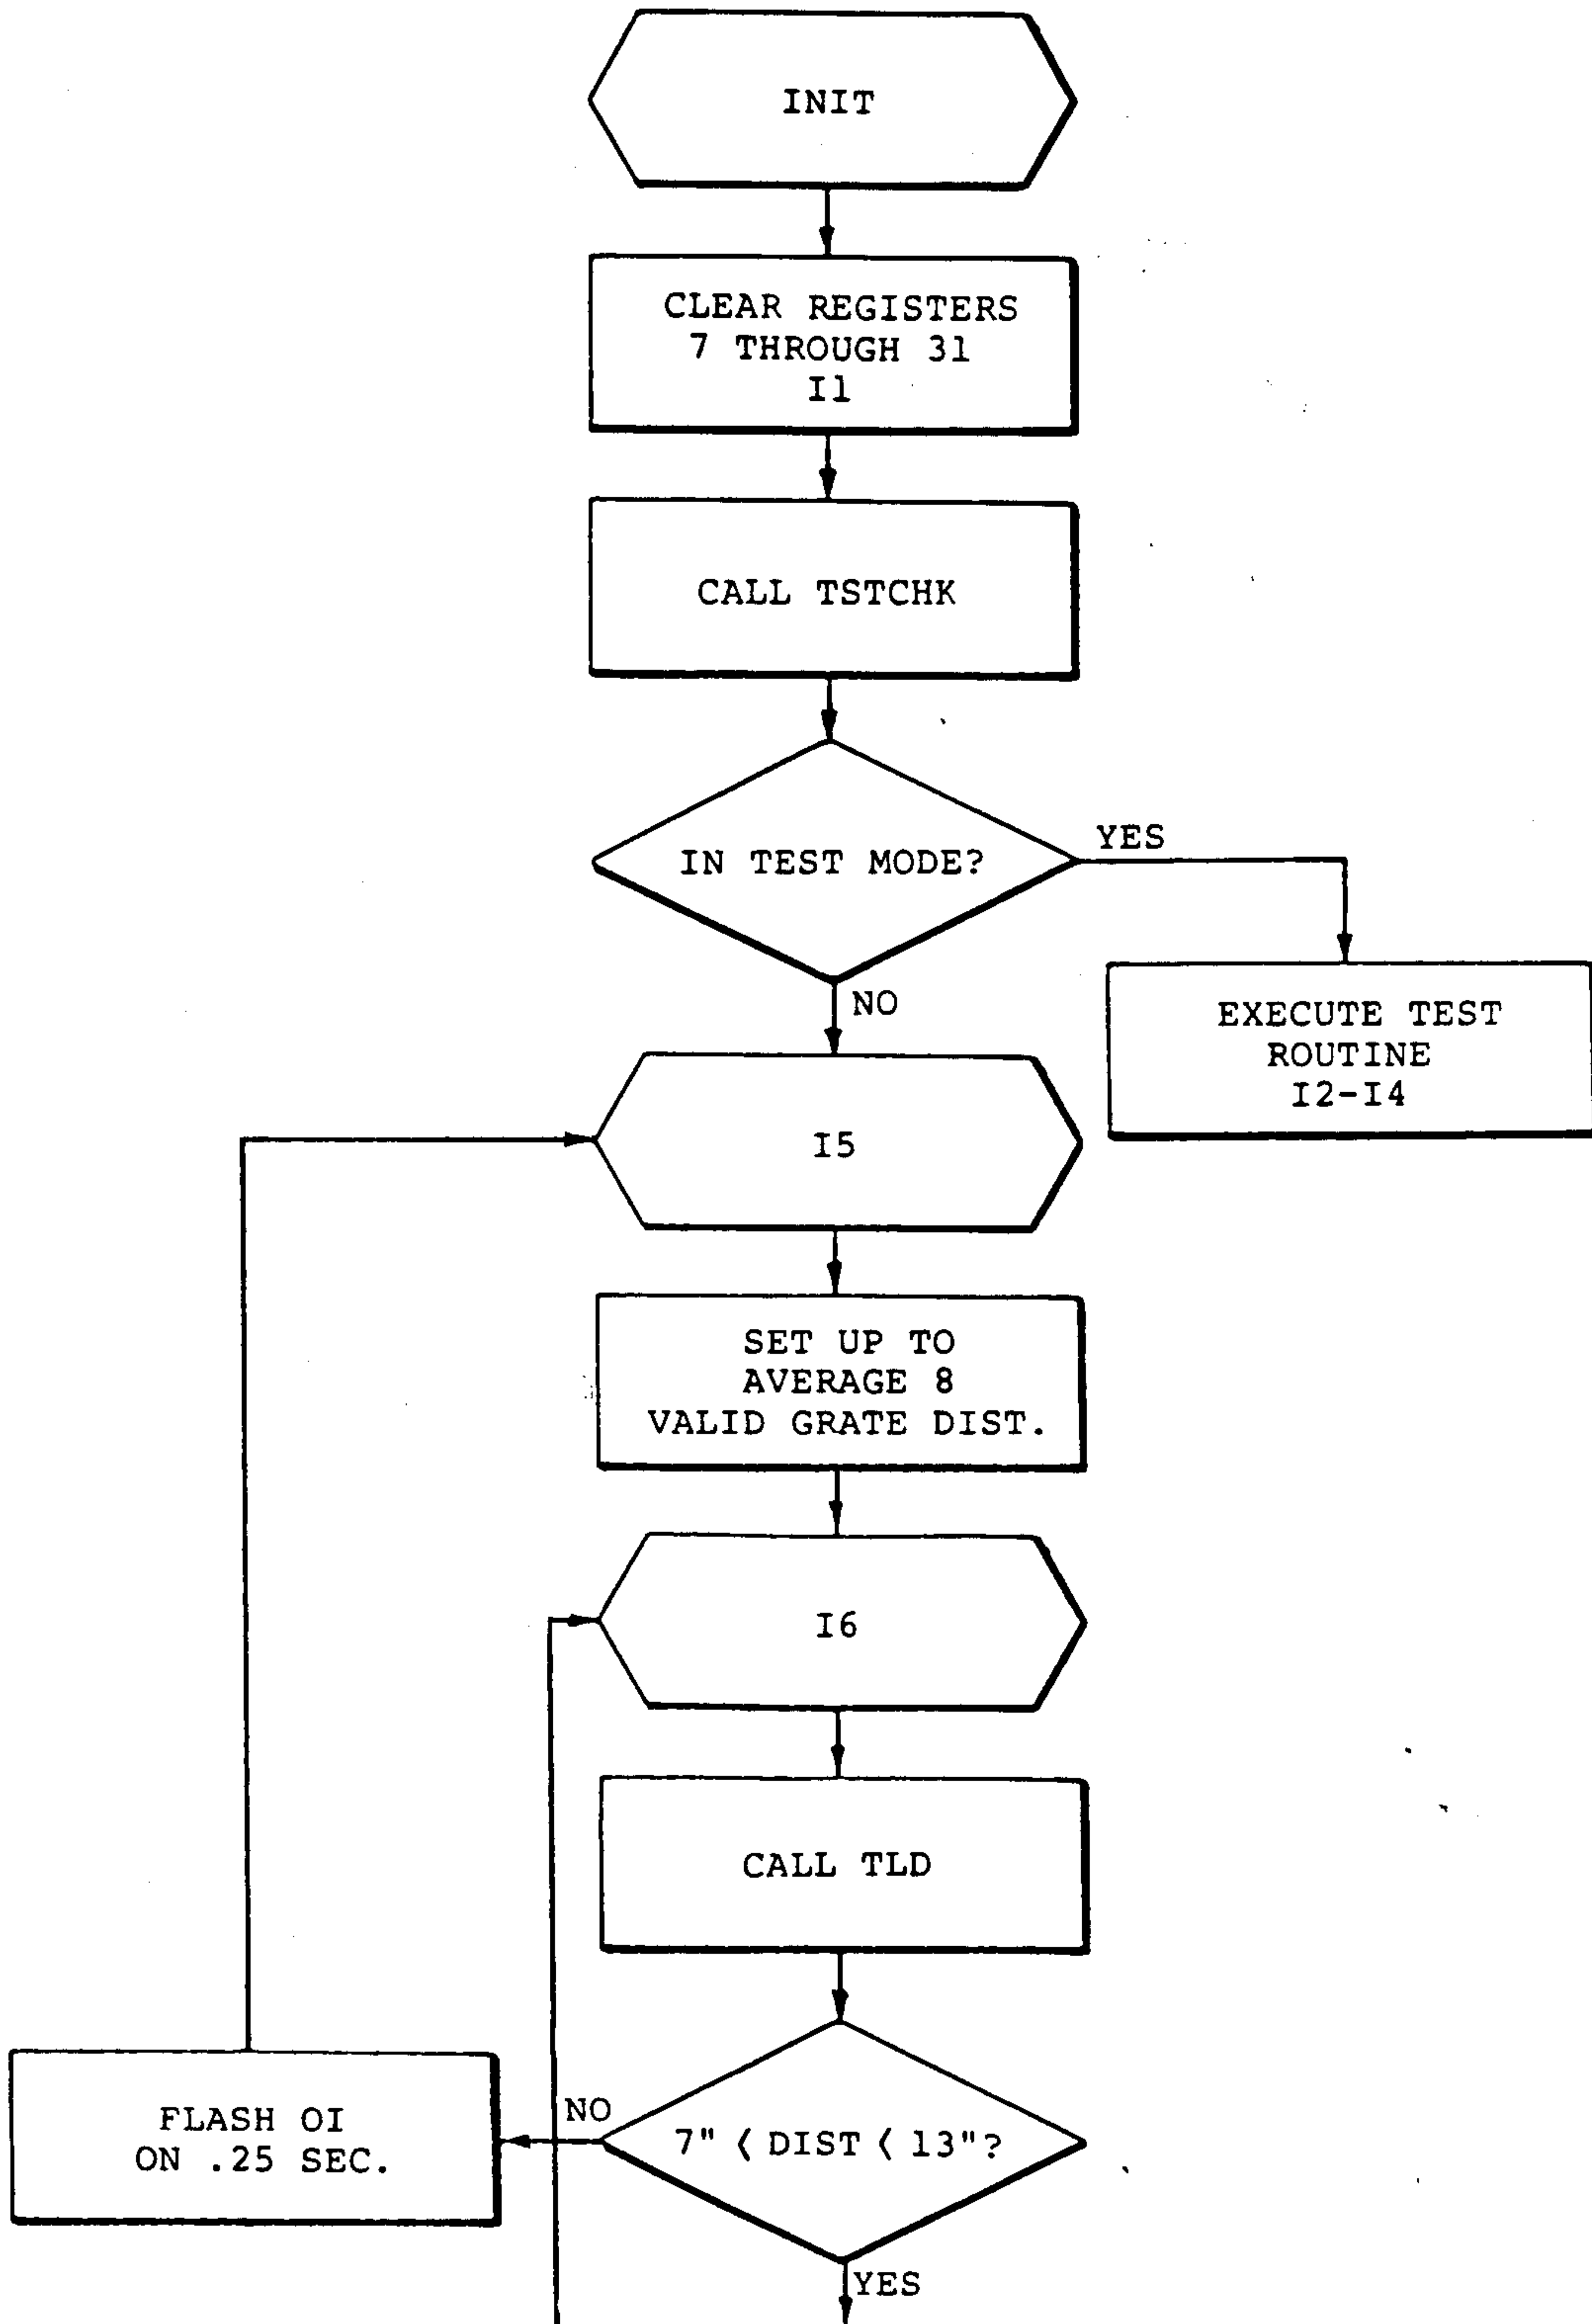 INIT
CLEAR REGISTERS
7 THROUGH 31
I1
CALL TSTCHK
IN TEST MODE?
YES
NO
EXECUTE TEST
ROUTINE
I2-I4
I5
SET UP TO
AVERAGE 8
VALID GRATE DIST.
I6
CALL TLD
7" < DIST < 13"?
NO
FLASH OI
ON .25 SEC.
YES